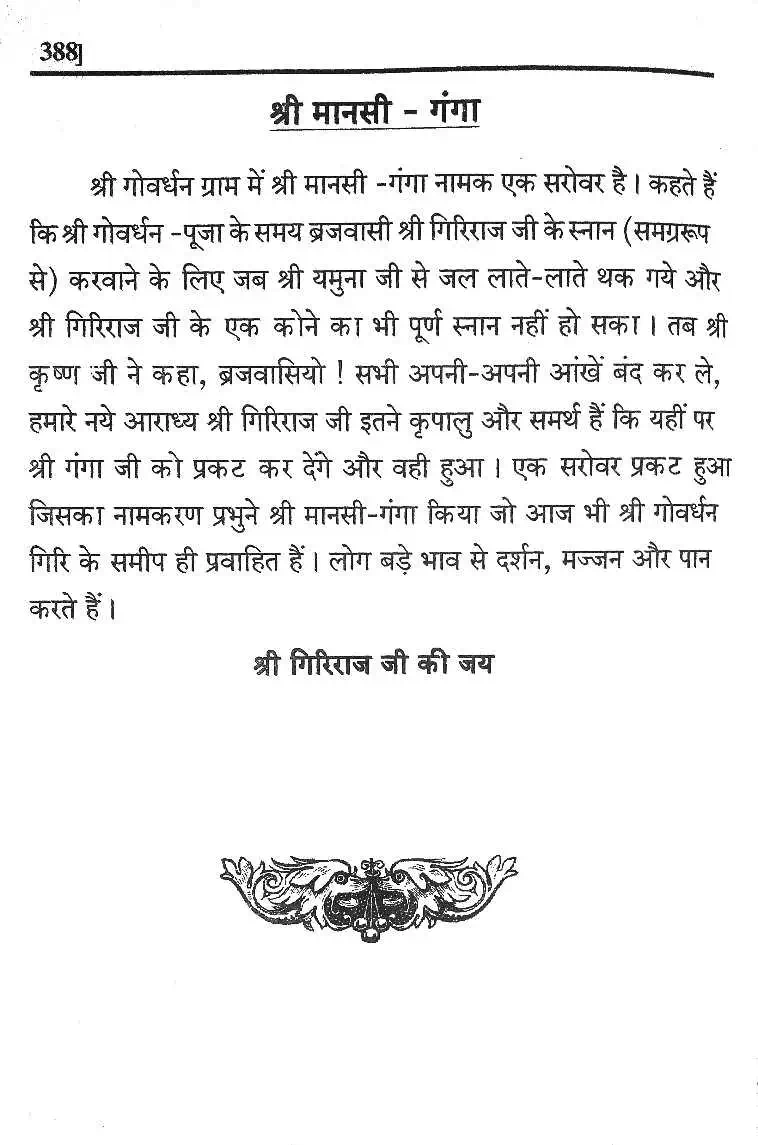 388]
श्री मानसी - गंगा
श्री गोवर्धन ग्राम में श्री मानसी -गंगा नामक एक सरोवर है। कहते हैं
कि श्री गोवर्धन -पूजा के समय ब्रजवासी श्री गिरिराज जी के स्नान (समग्ररूप
से) करवाने के लिए जब श्री यमुना जी से जल लाते-लाते थक गये और
श्री गिरिराज जी के एक कोने का भी पूर्ण स्नान नहीं हो सका। तब श्री
कृष्ण जी ने कहा, ब्रजवासियो ! सभी अपनी-अपनी आंखें बंद कर ले,
हमारे नये आराध्य श्री गिरिराज जी इतने कृपालु और समर्थ हैं कि यहीं पर
श्री गंगा जी को प्रकट कर देंगे और वही हुआ। एक सरोवर प्रकट हुआ
जिसका नामकरण प्रभुने श्री मानसी-गंगा किया जो आज भी श्री गोवर्धन
गिरि के समीप ही प्रवाहित हैं। लोग बड़े भाव से दर्शन, मज्जन और पान
करते हैं।
श्री गिरिराज जी की जय